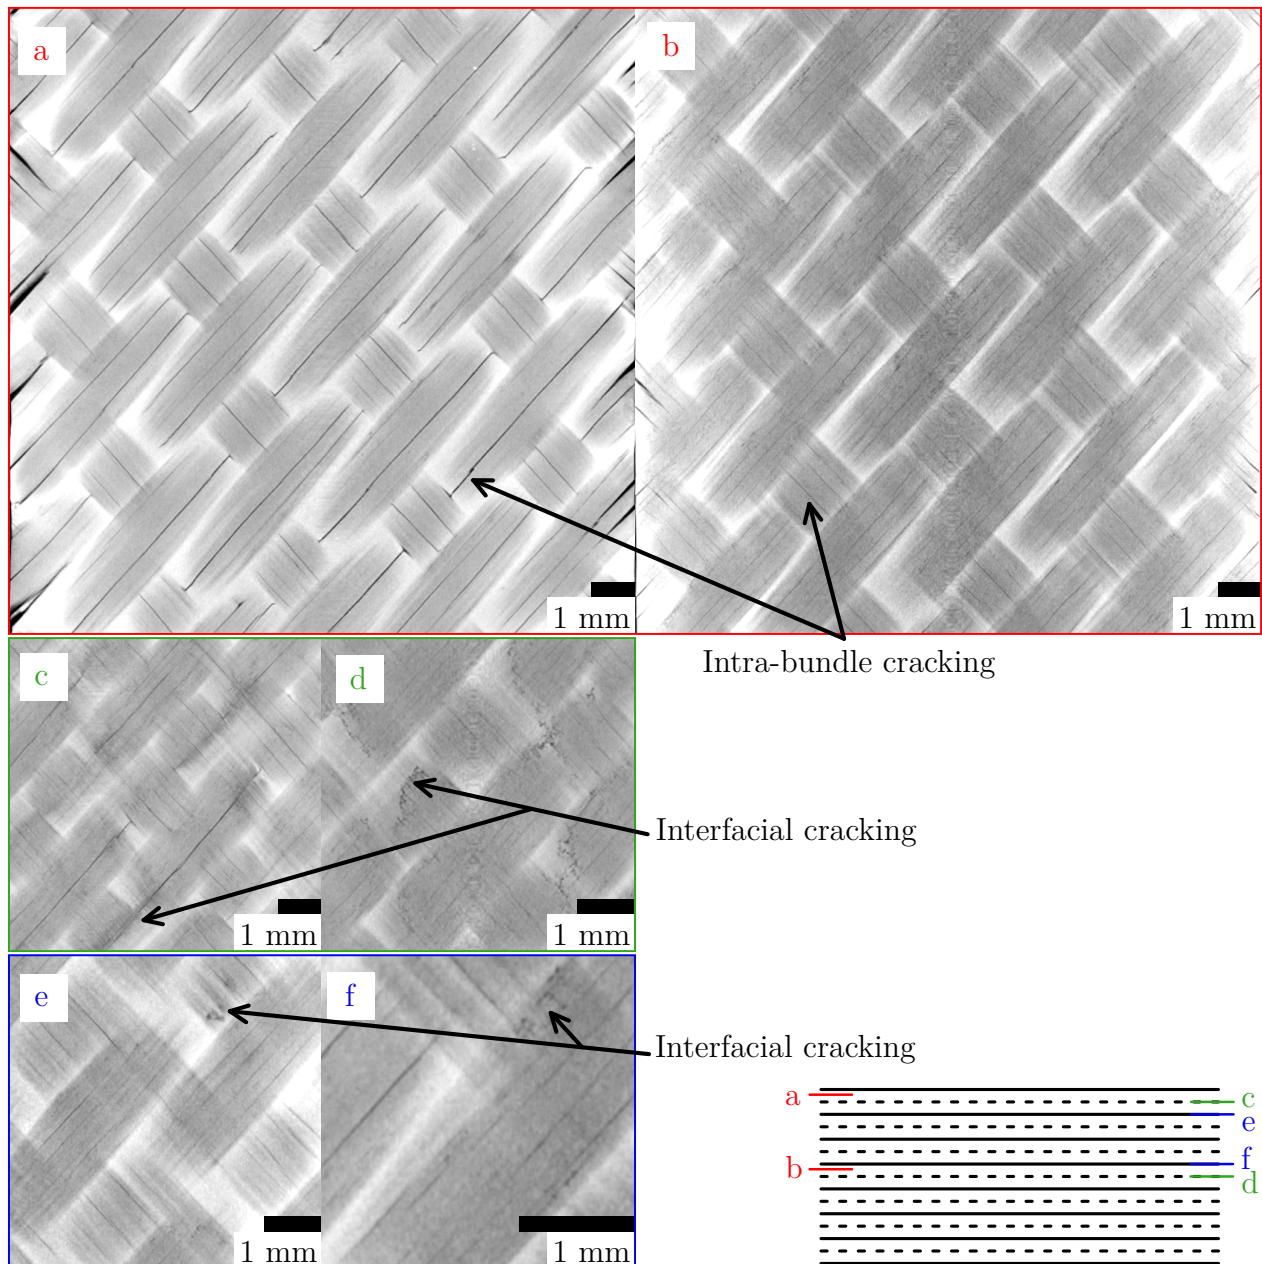 a
b
1 mm
1 mm
Intra-bundle cracking
c
d
Interfacial cracking
1 mm
1 mm
e
f
Interfacial cracking
1 mm
1 mm
a
c
e
b
f
d